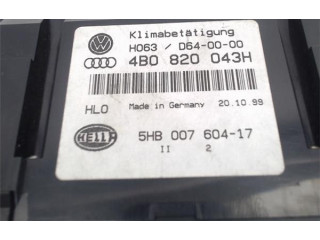 Klimabetätigung
H063 / D64-00-00
4B0 820 043H
HLO Made in Germany 20.10.99
HELLA 5HB 007 604-17
II 2